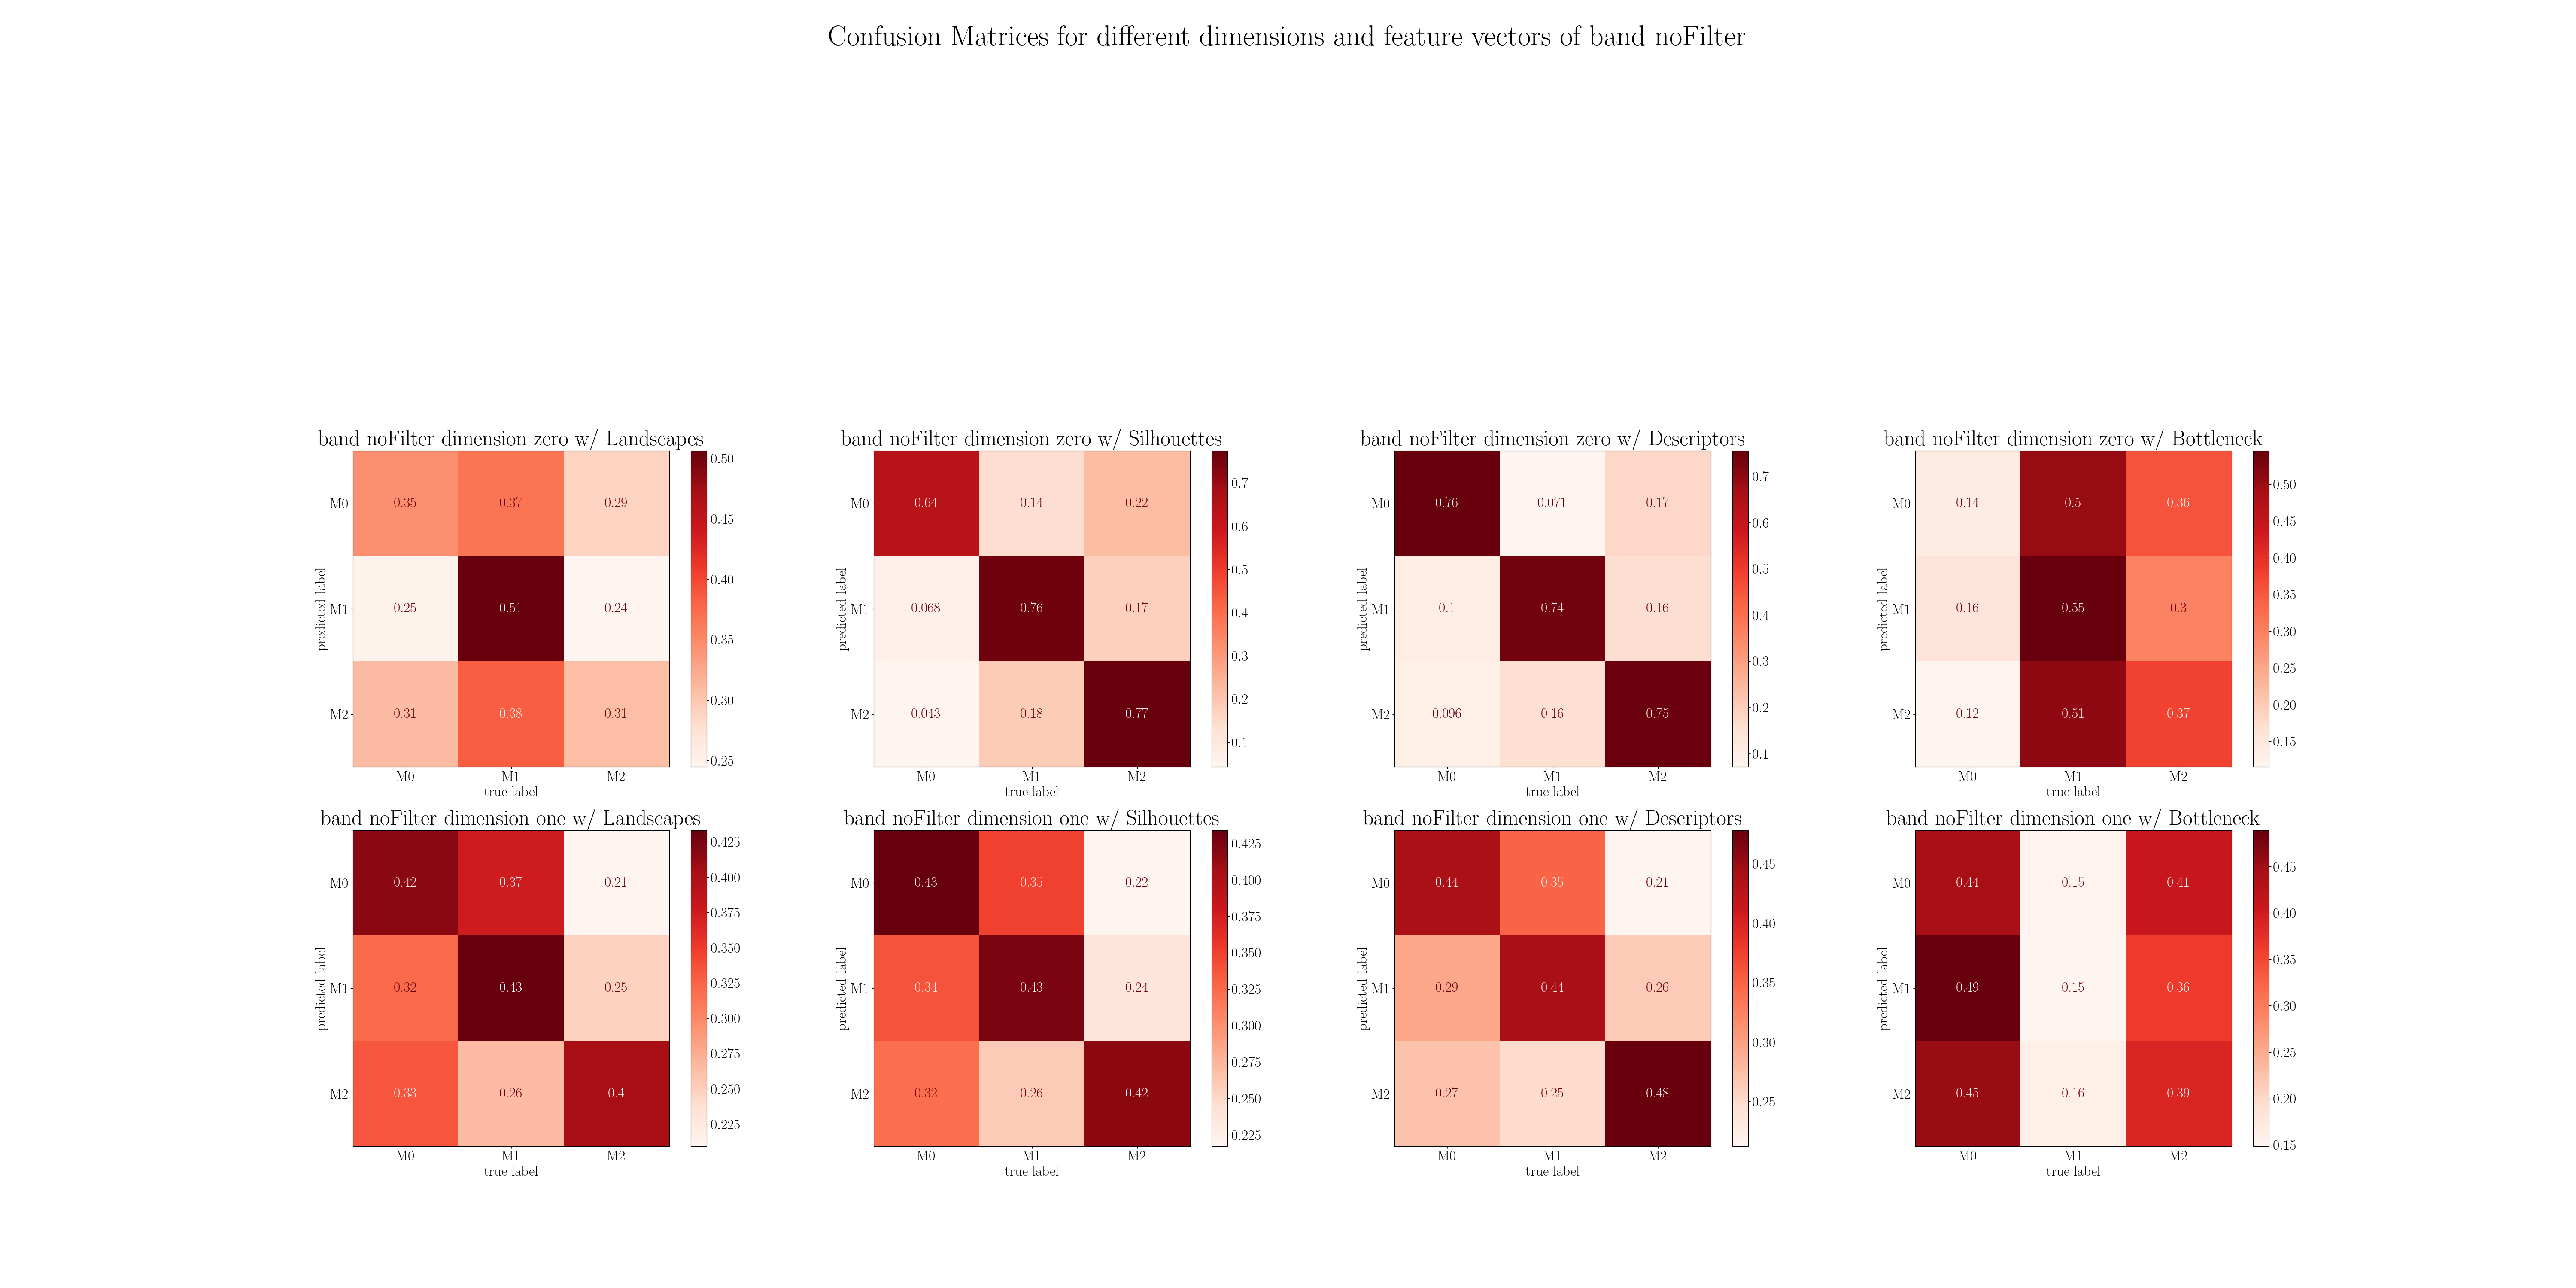 Confusion Matrices for different dimensions and feature vectors of band noFilter
band noFilter dimension zero w/ Landscapes
M0 0.35 0.37 0.29
M1 0.25 0.51 0.24
M2 0.31 0.38 0.31
M0 M1 M2
true label
predicted label
0.50
0.45
0.40
0.35
0.30
0.25
band noFilter dimension zero w/ Silhouettes
M0 0.64 0.14 0.22
M1 0.068 0.76 0.17
M2 0.043 0.18 0.77
M0 M1 M2
true label
predicted label
0.7
0.6
0.5
0.4
0.3
0.2
0.1
band noFilter dimension zero w/ Descriptors
M0 0.76 0.071 0.17
M1 0.1 0.74 0.16
M2 0.096 0.16 0.75
M0 M1 M2
true label
predicted label
0.7
0.6
0.5
0.4
0.3
0.2
0.1
band noFilter dimension zero w/ Bottleneck
M0 0.14 0.5 0.36
M1 0.16 0.55 0.3
M2 0.12 0.51 0.37
M0 M1 M2
true label
predicted label
0.50
0.45
0.40
0.35
0.30
0.25
0.20
0.15
band noFilter dimension one w/ Landscapes
M0 0.42 0.37 0.21
M1 0.32 0.43 0.25
M2 0.33 0.26 0.4
M0 M1 M2
true label
predicted label
0.425
0.400
0.375
0.350
0.325
0.300
0.275
0.250
0.225
band noFilter dimension one w/ Silhouettes
M0 0.43 0.35 0.22
M1 0.34 0.43 0.24
M2 0.32 0.26 0.42
M0 M1 M2
true label
predicted label
0.425
0.400
0.375
0.350
0.325
0.300
0.275
0.250
0.225
band noFilter dimension one w/ Descriptors
M0 0.44 0.35 0.21
M1 0.29 0.44 0.26
M2 0.27 0.25 0.48
M0 M1 M2
true label
predicted label
0.45
0.40
0.35
0.30
0.25
band noFilter dimension one w/ Bottleneck
M0 0.44 0.15 0.41
M1 0.49 0.15 0.36
M2 0.45 0.16 0.39
M0 M1 M2
true label
predicted label
0.45
0.40
0.35
0.30
0.25
0.20
0.15